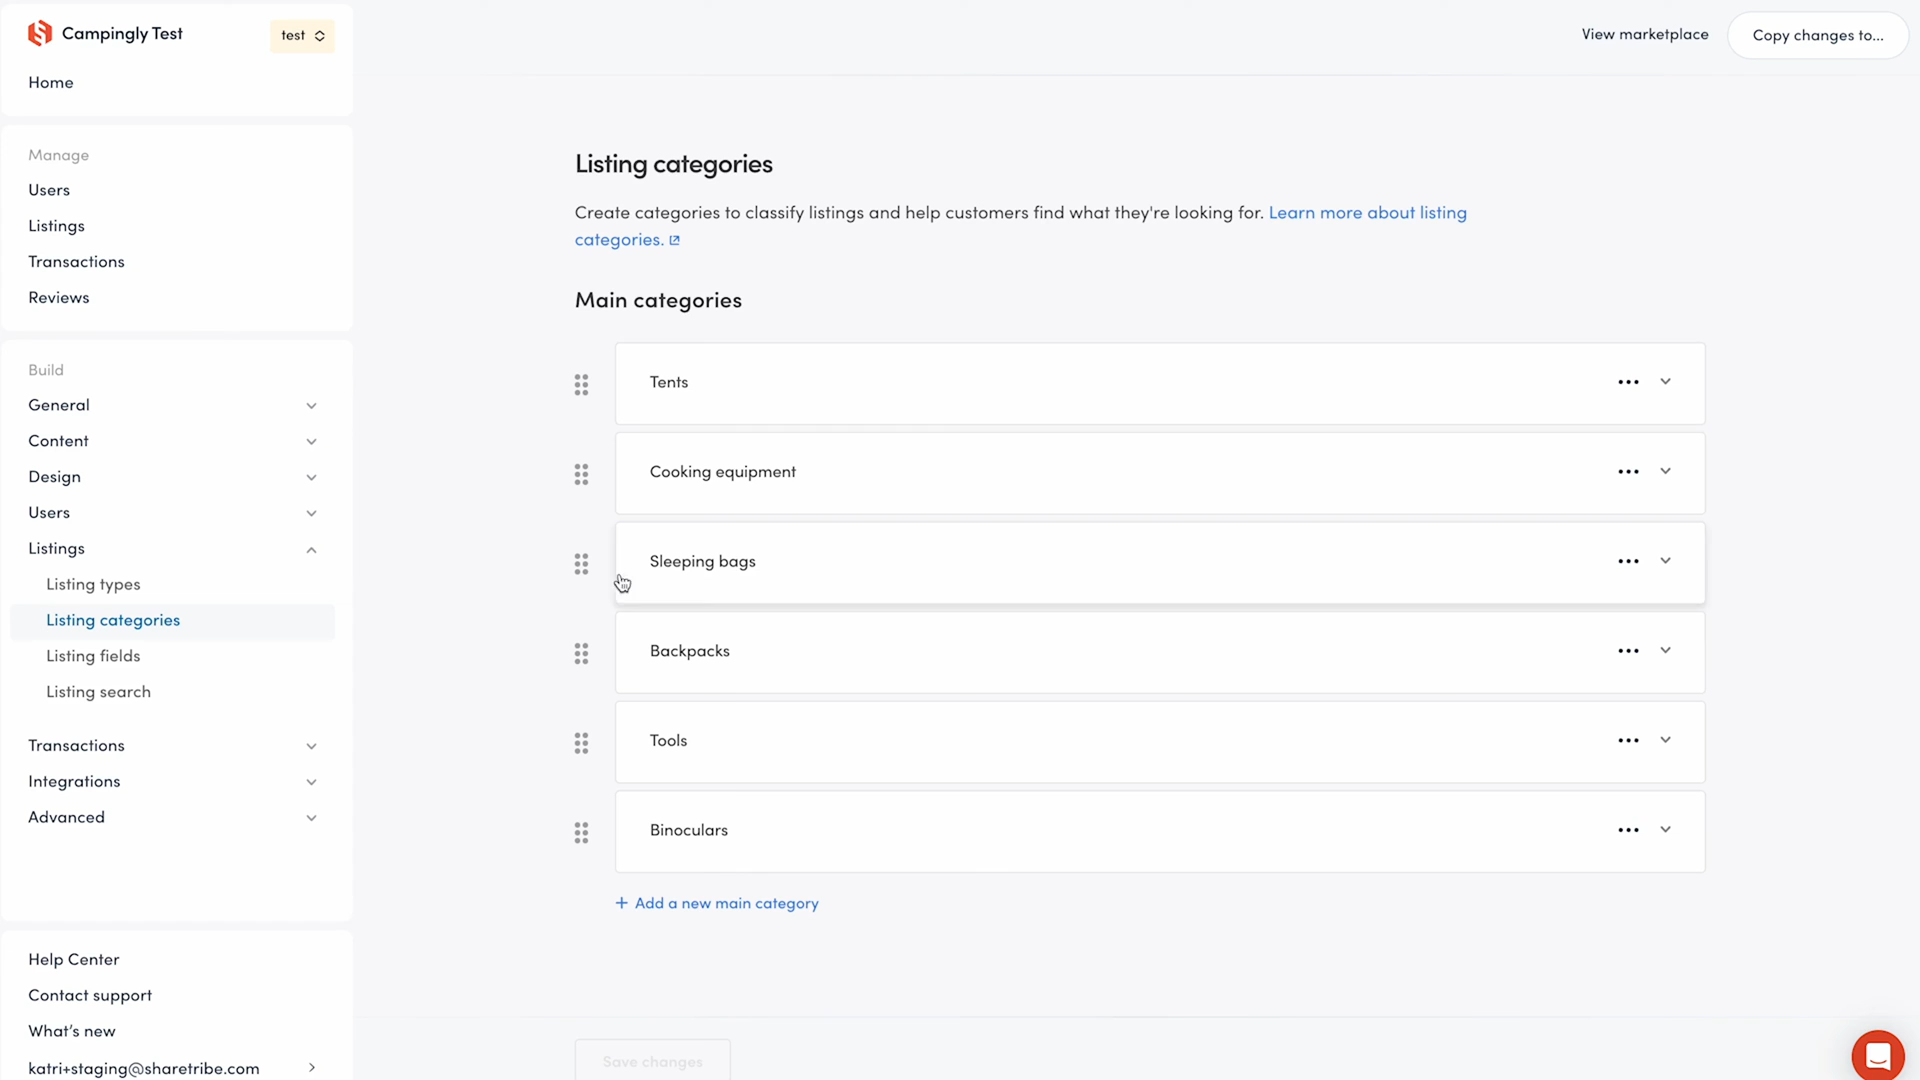 Campingly Test
test
Home
Manage
Users
Listings
Transactions
Reviews
Build
General
Content
Design
Users
Listings
Listing types
Listing categories
Listing fields
Listing search
Transactions
Integrations
Advanced
Help Center
Contact support
What's new
katri+staging@sharetribe.com
View marketplace
Copy changes to...
Listing categories
Create categories to classify listings and help customers find what they're looking for. Learn more about listing
categories.
Main categories
Tents
Cooking equipment
Sleeping bags
Backpacks
Tools
Binoculars
+ Add a new main category
Save changes